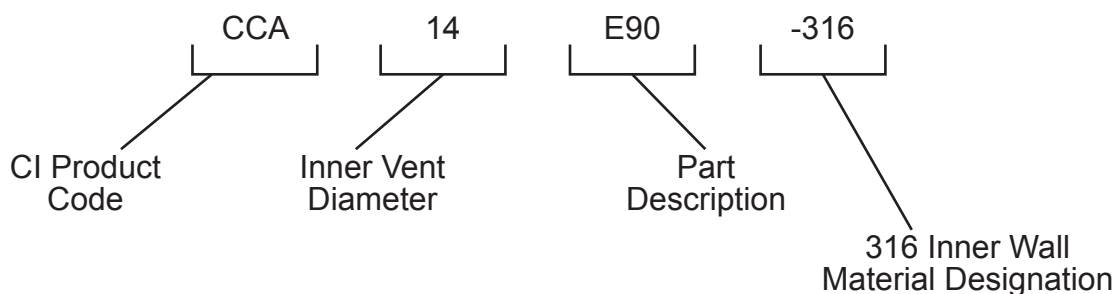 CCA 14 E90 -316
CI Product
Code
Inner Vent
Diameter
Part
Description
316 Inner Wall
Material Designation